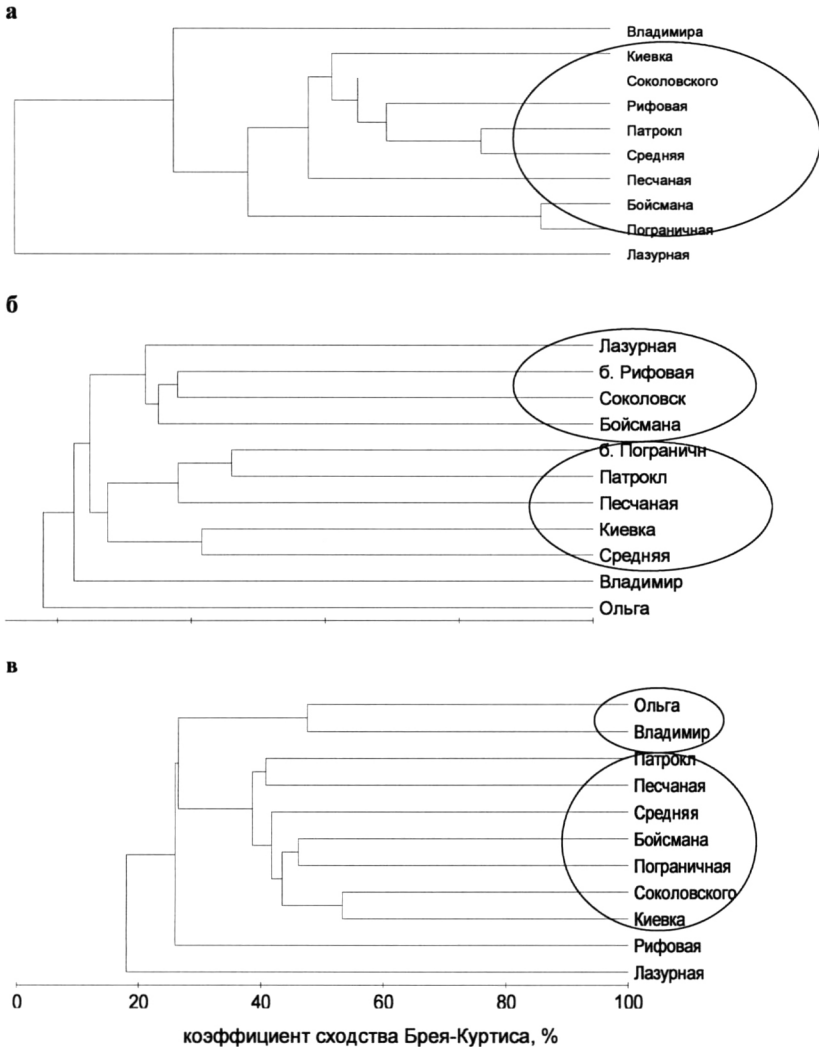 а
Владимира
Киевка
Соколовского
Рифовая
Патрокл
Средняя
Песчаная
Бойсмана
Пограничная
Лазурная
б
Лазурная
б. Рифовая
Соколовск
Бойсмана
б. Погранични
Патрокл
Песчаная
Киевка
Средняя
Владимир
Ольга
в
Ольга
Владимир
Патрокл
Песчаная
Средняя
Бойсмана
Пограничная
Соколовского
Киевка
Рифовая
Лазурная
0 20 40 60 80 100
коэффициент сходства Брея-Куртиса, %